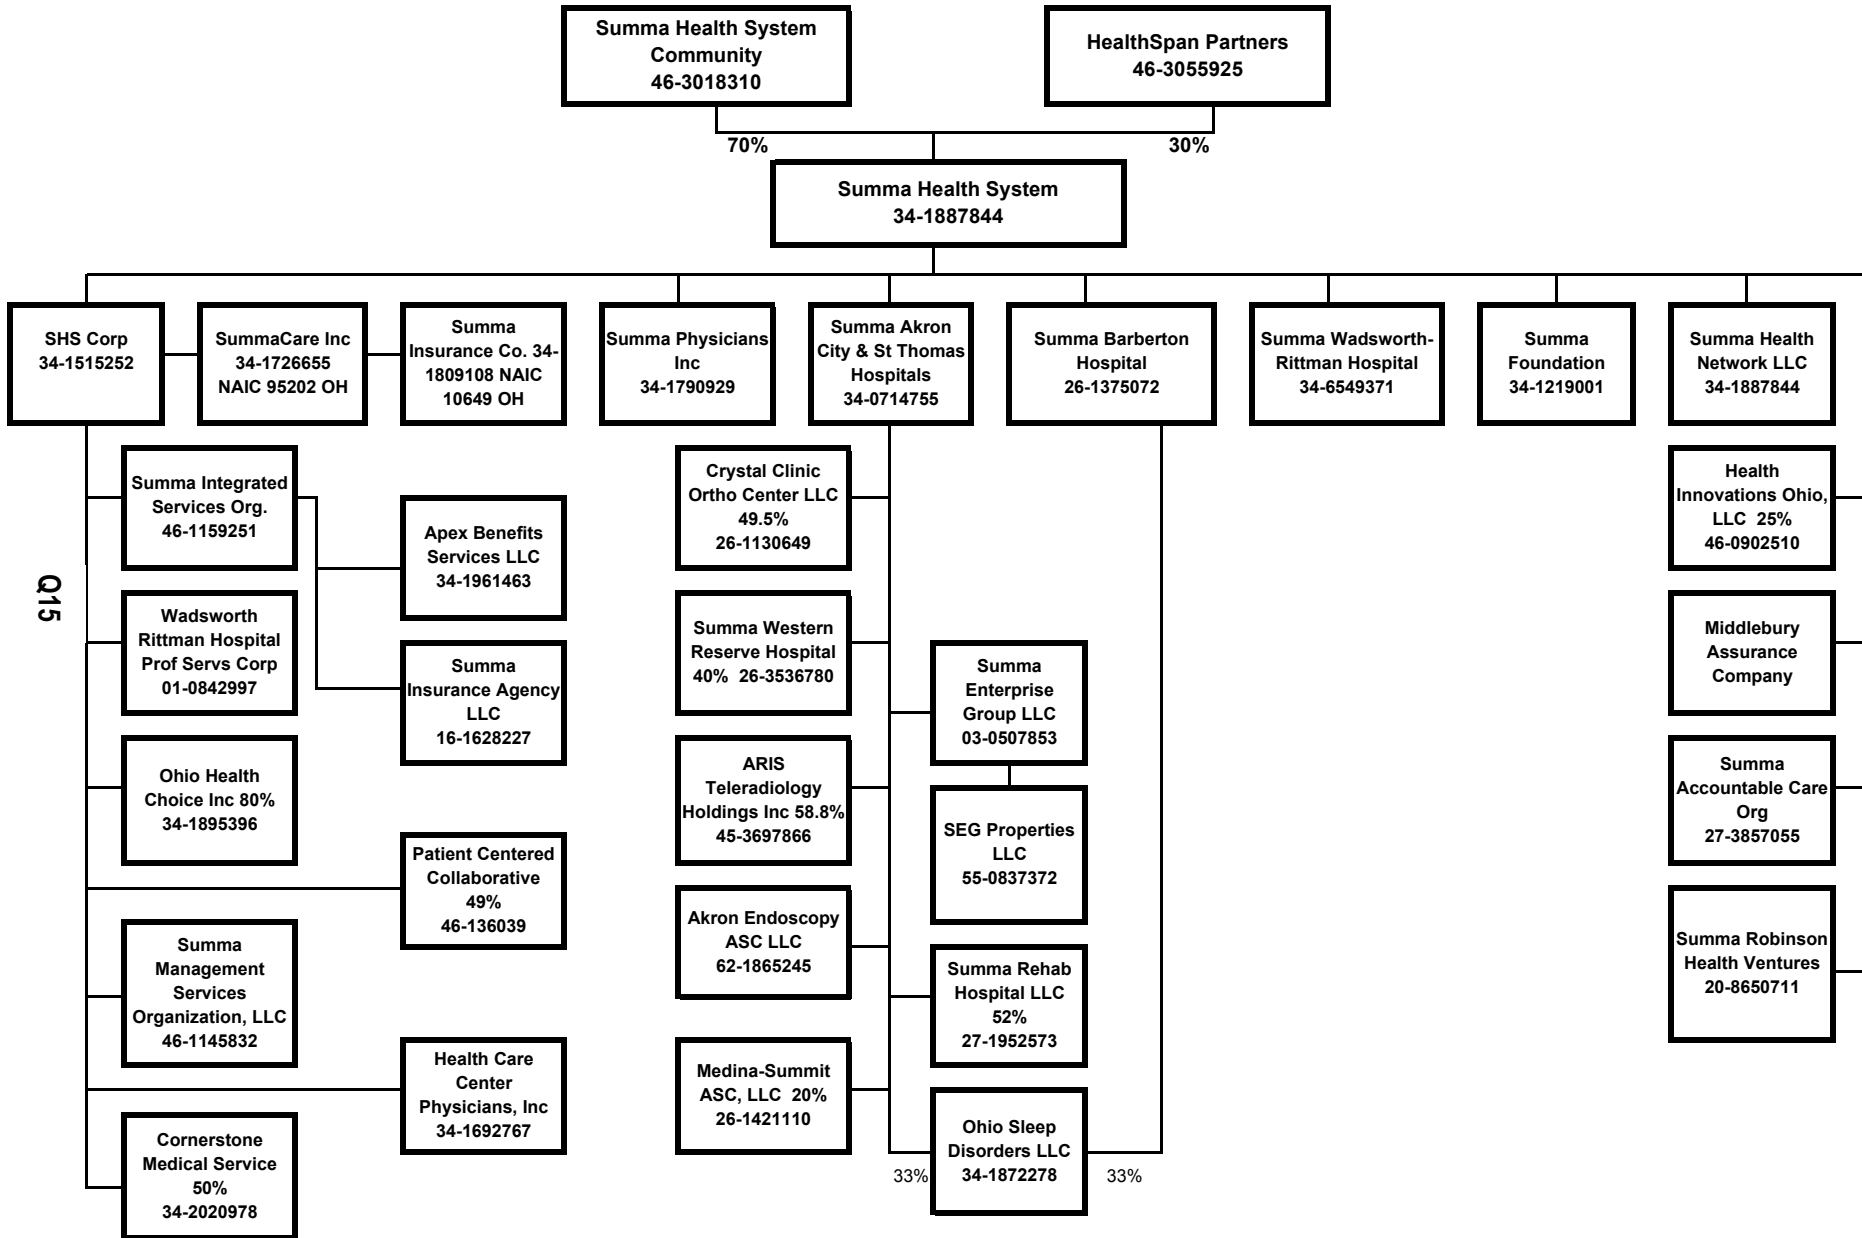 Summa Health System
Community
46-3018310
HealthSpan Partners
46-3055925
70%
30%
Summa Health System
34-1887844
SHS Corp
34-1515252
SummaCare Inc
34-1726655
NAIC 95202 OH
Summa
Insurance Co. 34-
1809108 NAIC
10649 OH
Summa Physicians
Inc
34-1790929
Summa Akron
City & St Thomas
Hospitals
34-0714755
Summa Barberton
Hospital
26-1375072
Summa Wadsworth-
Rittman Hospital
34-6549371
Summa
Foundation
34-1219001
Summa Health
Network LLC
34-1887844
Q15
Summa Integrated
Services Org.
46-1159251
Apex Benefits
Services LLC
34-1961463
Wadsworth
Rittman Hospital
Prof Servs Corp
01-0842997
Summa
Insurance Agency
LLC
16-1628227
Ohio Health
Choice Inc 80%
34-1895396
Patient Centered
Collaborative
49%
46-136039
Summa
Management
Services
Organization, LLC
46-1145832
Health Care
Center
Physicians, Inc
34-1692767
Cornerstone
Medical Service
50%
34-2020978
Crystal Clinic
Ortho Center LLC
49.5%
26-1130649
Summa Western
Reserve Hospital
40% 26-3536780
Summa
Enterprise
Group LLC
03-0507853
ARIS
Teleradiology
Holdings Inc 58.8%
45-3697866
SEG Properties
LLC
55-0837372
Akron Endoscopy
ASC LLC
62-1865245
Summa Rehab
Hospital LLC
52%
27-1952573
Medina-Summit
ASC, LLC 20%
26-1421110
Ohio Sleep
Disorders LLC
34-1872278
33%
33%
Health
Innovations Ohio,
LLC 25%
46-0902510
Middlebury
Assurance
Company
Summa
Accountable Care
Org
27-3857055
Summa Robinson
Health Ventures
20-8650711